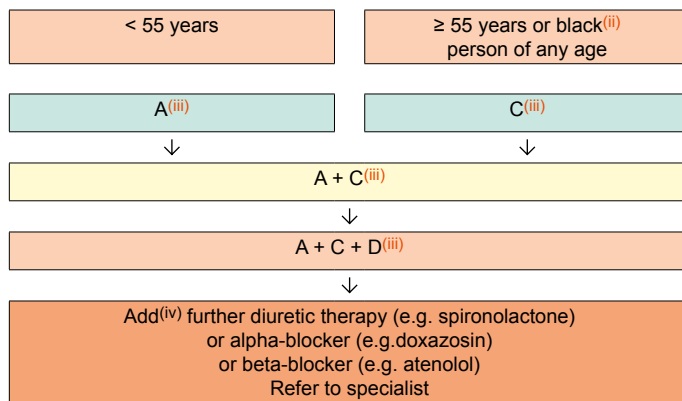 < 55 years
≥ 55 years or black(ii)
person of any age
A(iii)
C(iii)
A + C(iii)
A + C + D(iii)
Add(iv) further diuretic therapy (e.g. spironolactone)
or alpha-blocker (e.g.doxazosin)
or beta-blocker (e.g. atenolol)
Refer to specialist